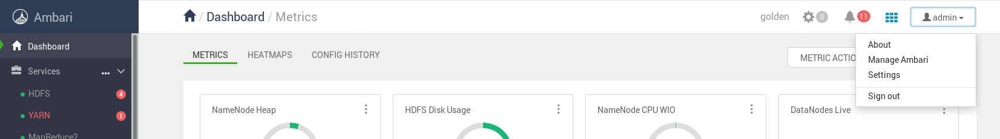 Ambari
/ Dashboard / Metrics
golden
0
11
admin
Dashboard
About
METRICS HEATMAPS CONFIG HISTORY
METRIC ACTIO
Manage Ambari
Services ...
Settings
HDFS 4
Sign out
NameNode Heap
HDFS Disk Usage
NameNode CPU WIO
DataNodes Live
YARN 1
MapReduce2